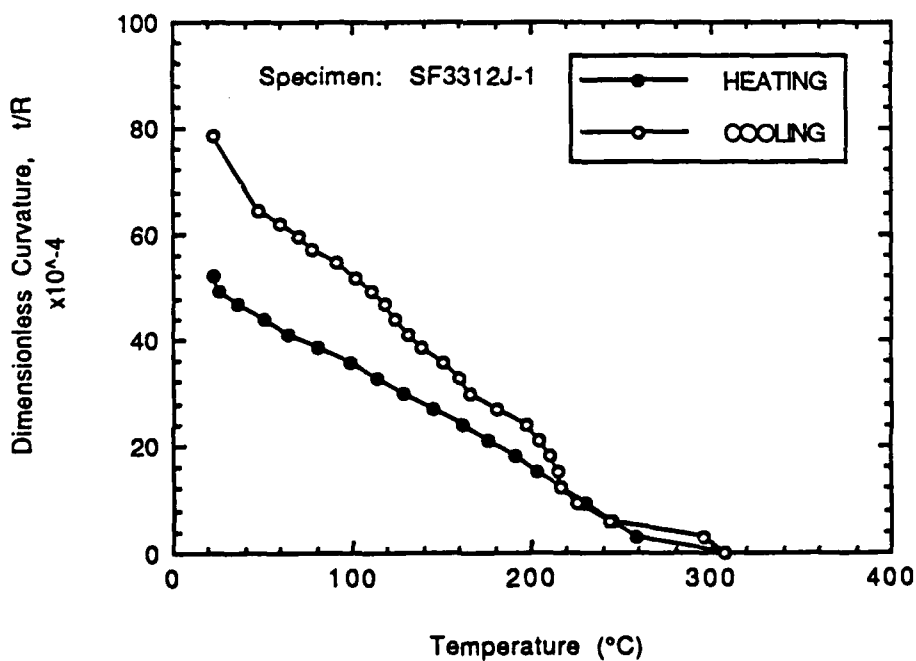 100
80
60
40
20
0
Dimensionless Curvature, t/R
x10^-4
Specimen: SF3312J-1
HEATING
COOLING
0 100 200 300 400
Temperature (°C)